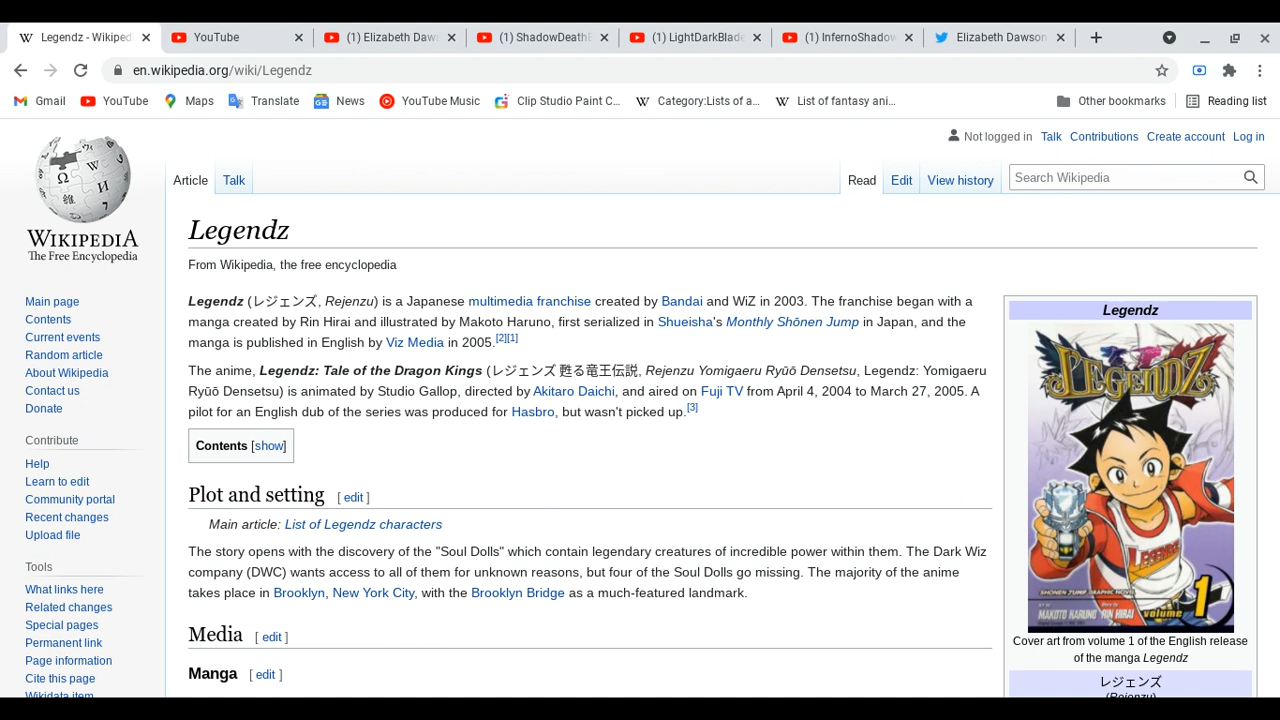 Legendz - Wikiped
YouTube
(1) Elizabeth Daws
(1) ShadowDeathB
(1) LightDarkBlade
(1) InfernoShadow
Elizabeth Dawson
en.wikipedia.org/wiki/Legendz
Gmail
YouTube
Maps
Translate
News
YouTube Music
Clip Studio Paint C...
Category:Lists of a...
List of fantasy ani...
Other bookmarks
Reading list
Not logged in Talk Contributions Create account Log in
Article Talk
Read Edit View history
Search Wikipedia
WIKIPEDIA
The Free Encyclopedia
Main page
Contents
Current events
Random article
About Wikipedia
Contact us
Donate
Contribute
Help
Learn to edit
Community portal
Recent changes
Upload file
Tools
What links here
Related changes
Special pages
Permanent link
Page information
Cite this page
Wikidata item
Legendz
From Wikipedia, the free encyclopedia
Legendz (レジェンズ, Rejenzu) is a Japanese multimedia franchise created by Bandai and WiZ in 2003. The franchise began with a
manga created by Rin Hirai and illustrated by Makoto Haruno, first serialized in Shueisha's Monthly Shōnen Jump in Japan, and the
manga is published in English by Viz Media in 2005.[2][1]
The anime, Legendz: Tale of the Dragon Kings (レジェンズ 甦る竜王伝説, Rejenzu Yomigaeru Ryūō Densetsu, Legendz: Yomigaeru
Ryūō Densetsu) is animated by Studio Gallop, directed by Akitaro Daichi, and aired on Fuji TV from April 4, 2004 to March 27, 2005. A
pilot for an English dub of the series was produced for Hasbro, but wasn't picked up.[3]
Contents [show]
Plot and setting [ edit ]
Main article: List of Legendz characters
The story opens with the discovery of the "Soul Dolls" which contain legendary creatures of incredible power within them. The Dark Wiz
company (DWC) wants access to all of them for unknown reasons, but four of the Soul Dolls go missing. The majority of the anime
takes place in Brooklyn, New York City, with the Brooklyn Bridge as a much-featured landmark.
Media [ edit ]
Manga [ edit ]
Legendz
LEGENDZ
LEGENDZ
SHONEN JUMP GRAPHIC NOVEL
MAKOTO HARUNO
RIN HIRAI
volume 1
Cover art from volume 1 of the English release
of the manga Legendz
レジェンズ
(Rejenzu)